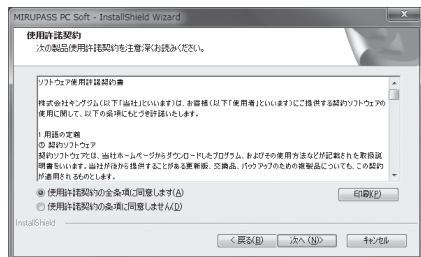 MIRUPASS PC Soft - InstallShield Wizard
使用許諾契約
次の製品使用許諾契約を注意深くお読みください。
ソフトウェア使用許諾契約書
株式会社キングジム(以下「当社」といいます)は、お客様(以下「使用者」といいます)にご提供する契約ソフトウェアの
使用に関して、以下の条項にもとづき許諾いたします。
1 用語の定義
① 契約ソフトウェア
契約ソフトウェアとは、当社ホームページからダウンロードしたプログラム、およびその使用方法などが記載された取扱説
明書をいいます。当社が後から提供することがある更新版、交換品、バックアップのための複製品についても、この契約
が適用されるものとします。
使用許諾契約の全条項に同意します(A)
印刷(P)
使用許諾契約の条項に同意しません(D)
InstallShield
< 戻る(B)
次へ (N)>
キャンセル